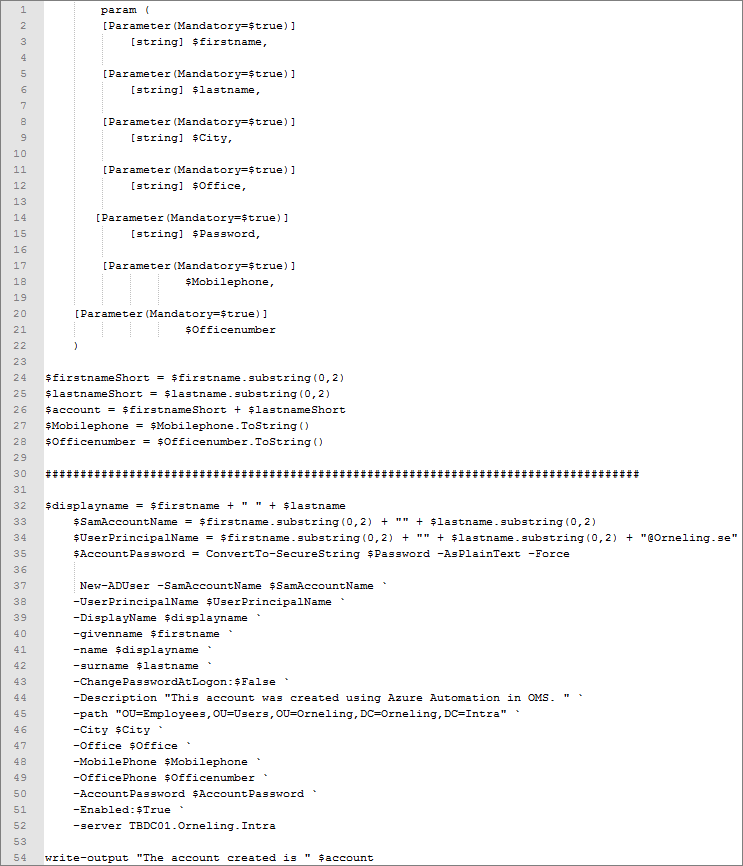 1 param (
2 [Parameter(Mandatory=$true)]
3 [string] $firstname,
4
5 [Parameter(Mandatory=$true)]
6 [string] $lastname,
7
8 [Parameter(Mandatory=$true)]
9 [string] $City,
10
11 [Parameter(Mandatory=$true)]
12 [string] $Office,
13
14 [Parameter(Mandatory=$true)]
15 [string] $Password,
16
17 [Parameter(Mandatory=$true)]
18 $Mobilephone,
19
20 [Parameter(Mandatory=$true)]
21 $Officenumber
22 )
23
24 $firstnameShort = $firstname.substring(0,2)
25 $lastnameShort = $lastname.substring(0,2)
26 $account = $firstnameShort + $lastnameShort
27 $Mobilephone = $Mobilephone.ToString()
28 $Officenumber = $Officenumber.ToString()
29
30 #####################################################################################
31
32 $displayname = $firstname + " " + $lastname
33 $SamAccountName = $firstname.substring(0,2) + "" + $lastname.substring(0,2)
34 $UserPrincipalName = $firstname.substring(0,2) + "" + $lastname.substring(0,2) + "@Orneling.se"
35 $AccountPassword = ConvertTo-SecureString $Password -AsPlainText -Force
36
37 New-ADUser -SamAccountName $SamAccountName `
38 -UserPrincipalName $UserPrincipalName `
39 -DisplayName $displayname `
40 -givenname $firstname `
41 -name $displayname `
42 -surname $lastname `
43 -ChangePasswordAtLogon:$False `
44 -Description "This account was created using Azure Automation in OMS. " `
45 -path "OU=Employees,OU=Users,OU=Orneling,DC=Orneling,DC=Intra" `
46 -City $City `
47 -Office $Office `
48 -MobilePhone $Mobilephone `
49 -OfficePhone $Officenumber `
50 -AccountPassword $AccountPassword `
51 -Enabled:$True `
52 -server TBDC01.Orneling.Intra
53
54 write-output "The account created is " $account